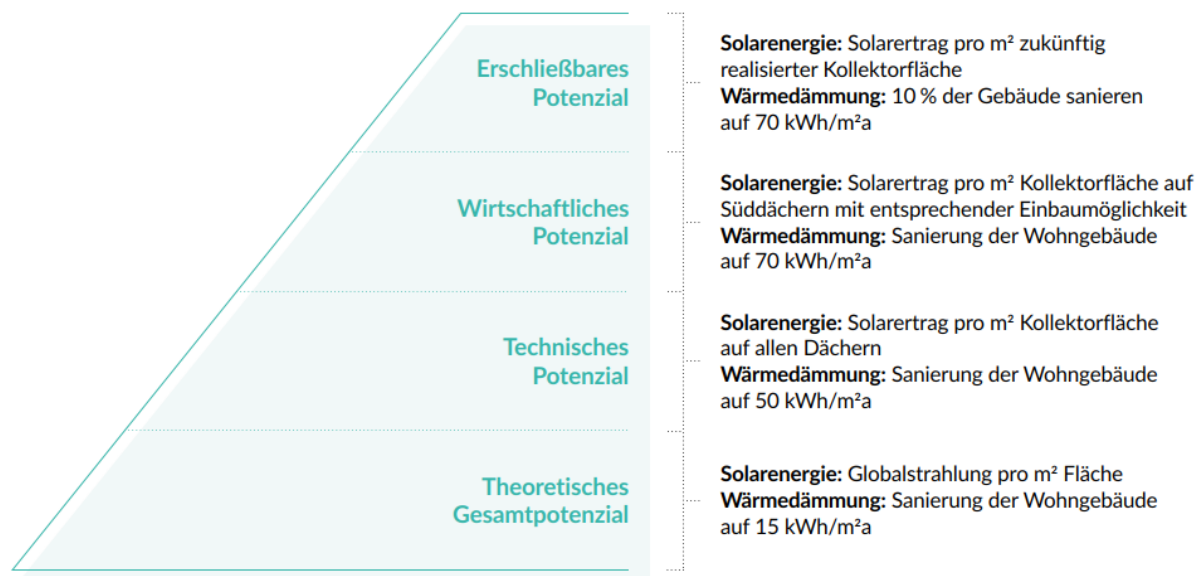 Erschließbares
Potenzial
Solarenergie: Solarertrag pro m² zukünftig
realisierter Kollektorfläche
Wärmedämmung: 10 % der Gebäude sanieren
auf 70 kWh/m²a
Wirtschaftliches
Potenzial
Solarenergie: Solarertrag pro m² Kollektorfläche auf
Süddächern mit entsprechender Einbaumöglichkeit
Wärmedämmung: Sanierung der Wohngebäude
auf 70 kWh/m²a
Technisches
Potenzial
Solarenergie: Solarertrag pro m² Kollektorfläche
auf allen Dächern
Wärmedämmung: Sanierung der Wohngebäude
auf 50 kWh/m²a
Theoretisches
Gesamtpotenzial
Solarenergie: Globalstrahlung pro m² Fläche
Wärmedämmung: Sanierung der Wohngebäude
auf 15 kWh/m²a